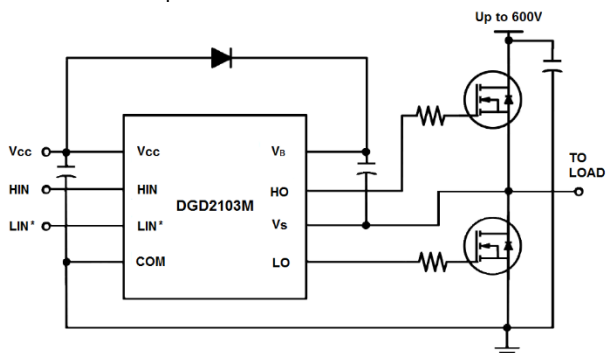 Up to 600V
Vcc
HIN
LIN*
Vcc
HIN
LIN*
COM
DGD2103M
VB
HO
Vs
LO
TO
LOAD